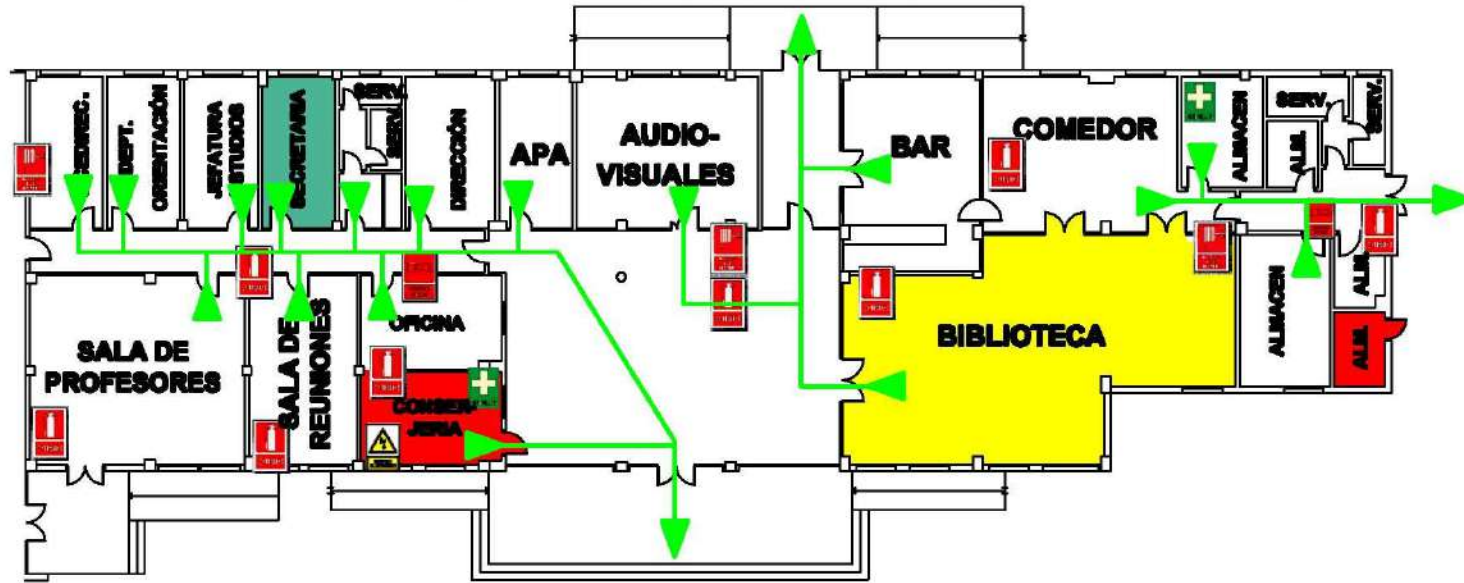 DEPT.
ORIENTACIÓN
JEFATURA
SECRETARIA
SERV.
SERV.
DIRECCIÓN
APA
AUDIO-
VISUALES
BAR
COMEDOR
ALMACEN
SERV.
ALM.
SERV.
SALA DE
PROFESORES
SALA DE
REUNIONES
OFICINA
CONSER-
JERIA
BIBLIOTECA
ALMACEN
ALM.
ALM.